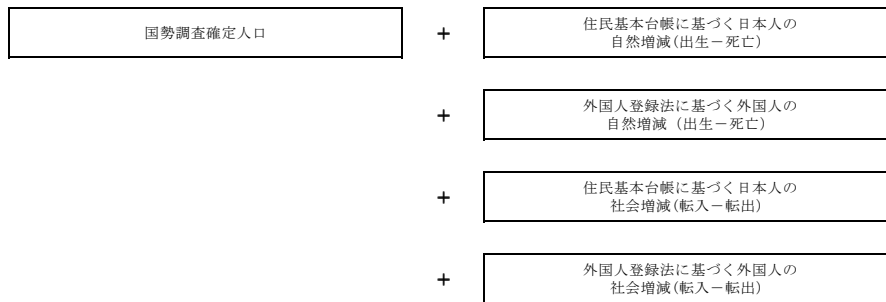 国勢調査確定人口
+
住民基本台帳に基づく日本人の
自然増減(出生－死亡)
+
外国人登録法に基づく外国人の
自然増減（出生－死亡）
+
住民基本台帳に基づく日本人の
社会増減(転入－転出)
+
外国人登録法に基づく外国人の
社会増減(転入－転出)